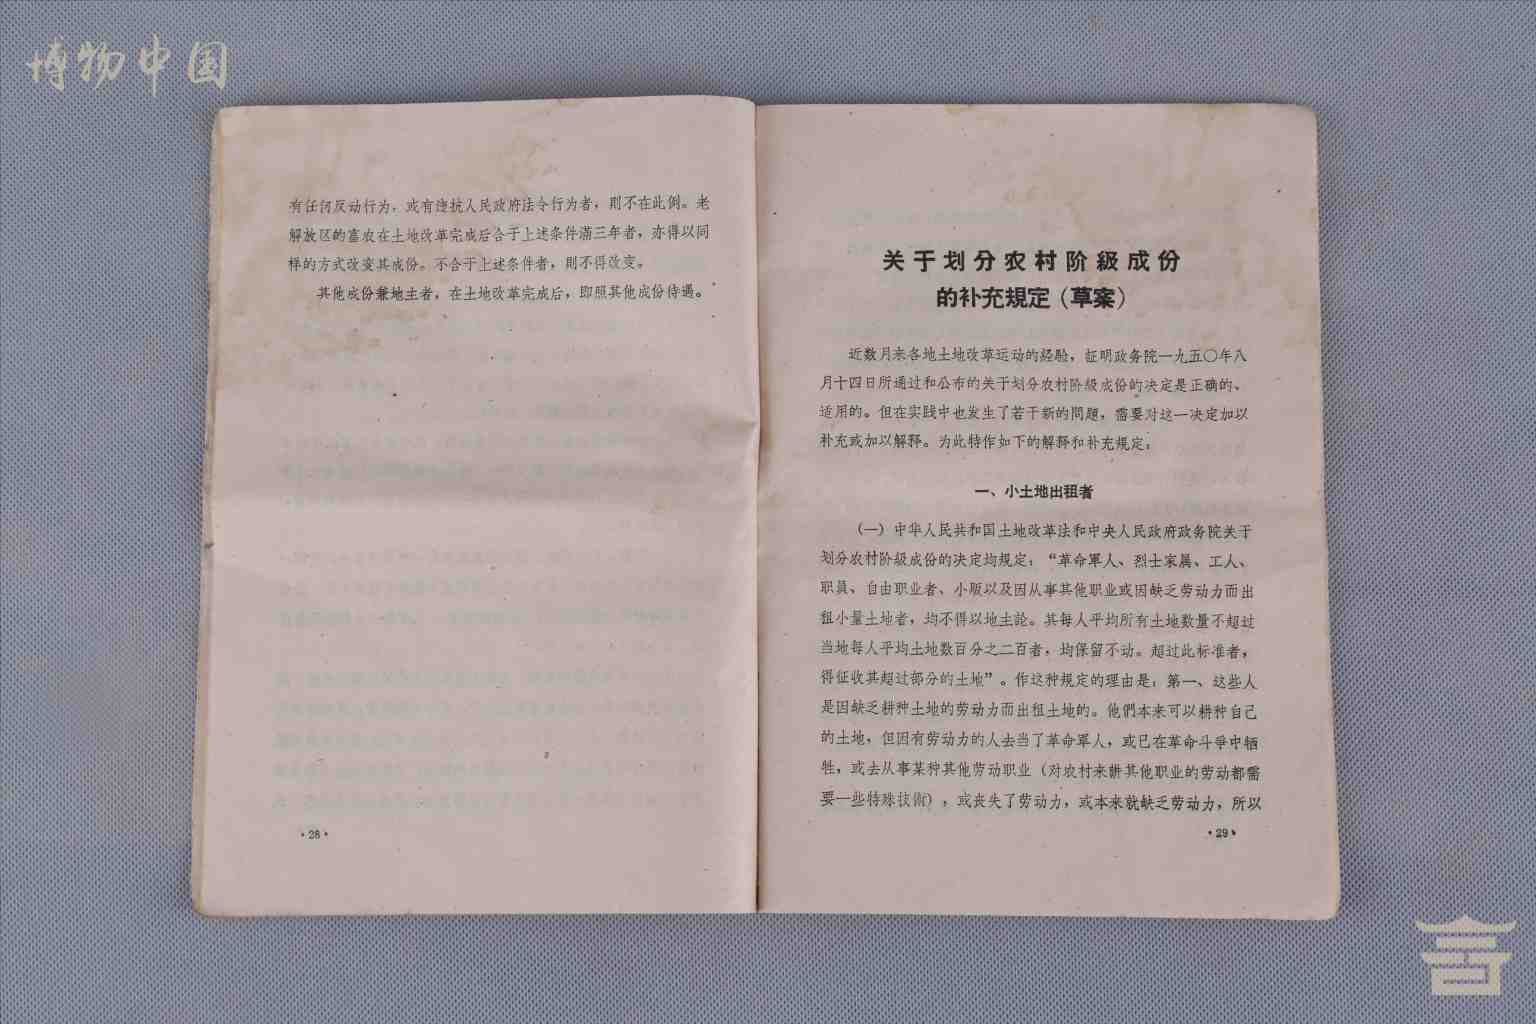 博物中国
有任何反动行为，或有违抗人民政府法令行为者，則不在此例。老
解放区的富农在土地改革完成后合于上述条件滿三年者，亦得以同
样的方式改变其成份。不合于上述条件者，則不得改变。
其他成份兼地主者，在土地改革完成后，即照其他成份待遇。
·28·
关于划分农村阶級成份
的补充規定（草案）
近数月来各地土地改革运动的经驗，証明政务院一九五〇年八
月十四日所通过和公布的关于划分农村阶級成份的决定是正确的、
适用的。但在实践中也发生了若干新的問題，需要对这一决定加以
补充或加以解释。为此特作如下的解释和补充規定：
一、小土地出租者
（一）中华人民共和国土地改革法和中央人民政府政务院关于
划分农村阶級成份的决定均規定：“革命軍人、烈士家属、工人、
职員、自由职业者、小販以及因从事其他职业或因缺乏劳动力而出
租小量土地者，均不得以地主論。其每人平均所有土地数量不超过
当地每人平均土地数百分之二百者，均保留不动。超过此标准者，
得征收其超过部分的土地”。作这种規定的理由是：第一、这些人
是因缺乏耕种土地的劳动力而出租土地的。他們本来可以耕种自己
的土地，但因有劳动力的人去当了革命軍人，或已在革命斗爭中牺
牲，或去从事某种其他劳动职业（对农村来講其他职业的劳动都需
要一些特殊技術），或丧失了劳动力，或本来就缺乏劳动力，所以
·29·